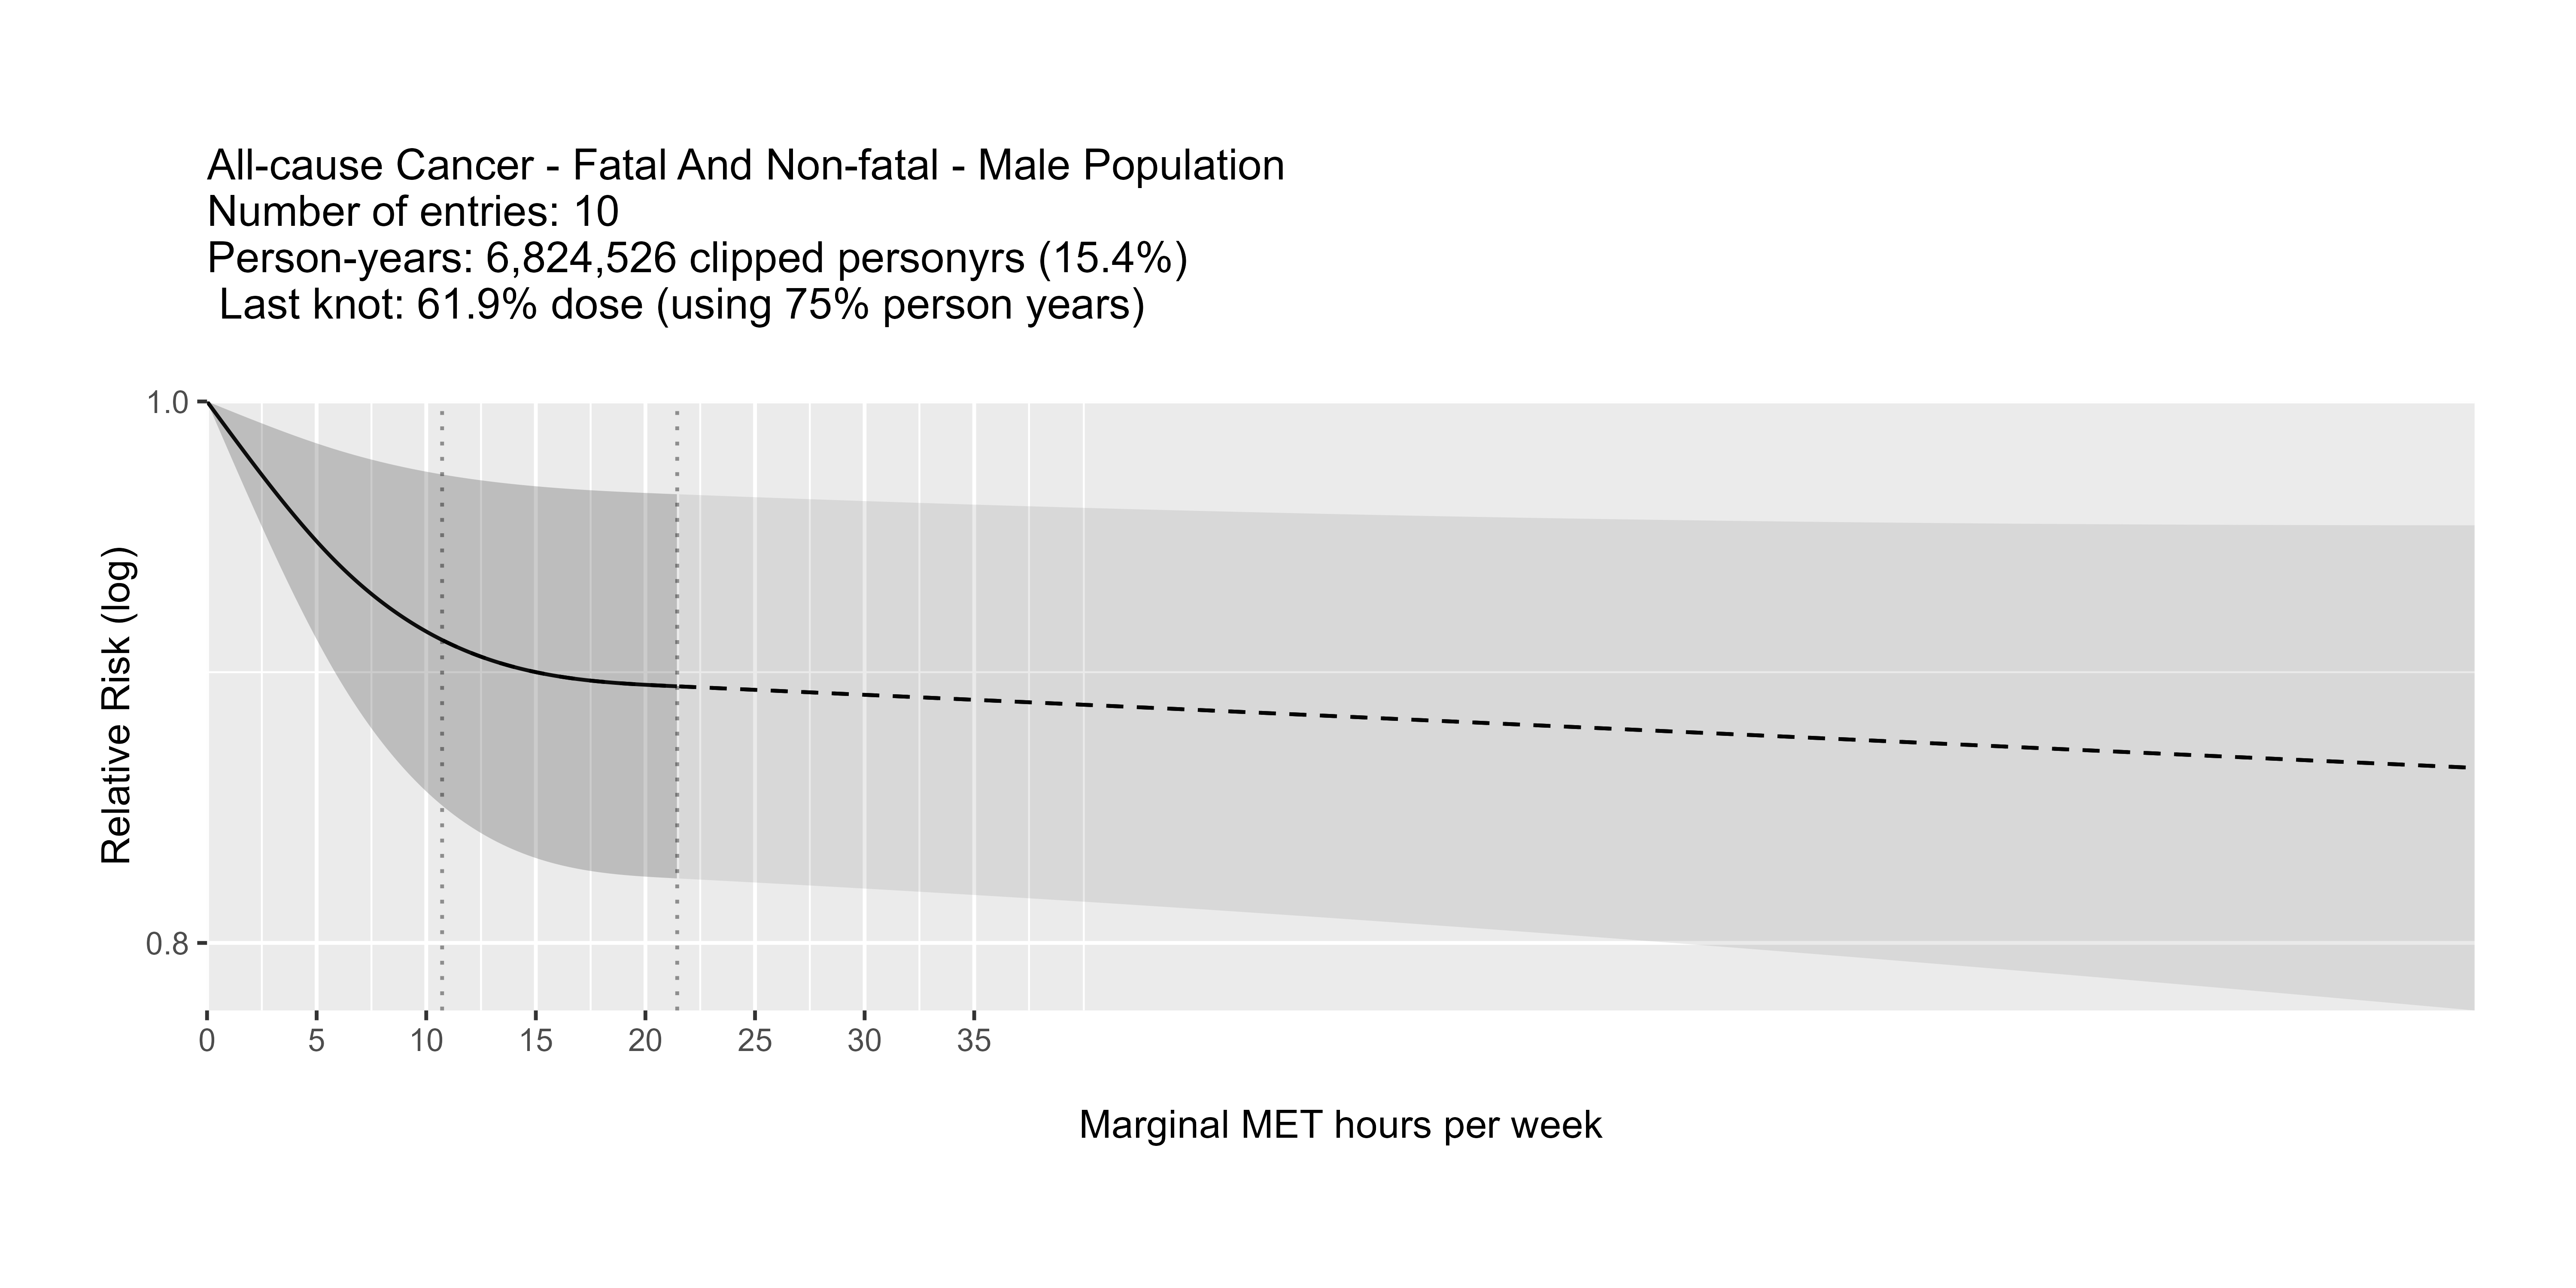 All-cause Cancer - Fatal And Non-fatal - Male Population
Number of entries: 10
Person-years: 6,824,526 clipped personyrs (15.4%)
Last knot: 61.9% dose (using 75% person years)
1.0
0.8
Relative Risk (log)
0 5 10 15 20 25 30 35
Marginal MET hours per week